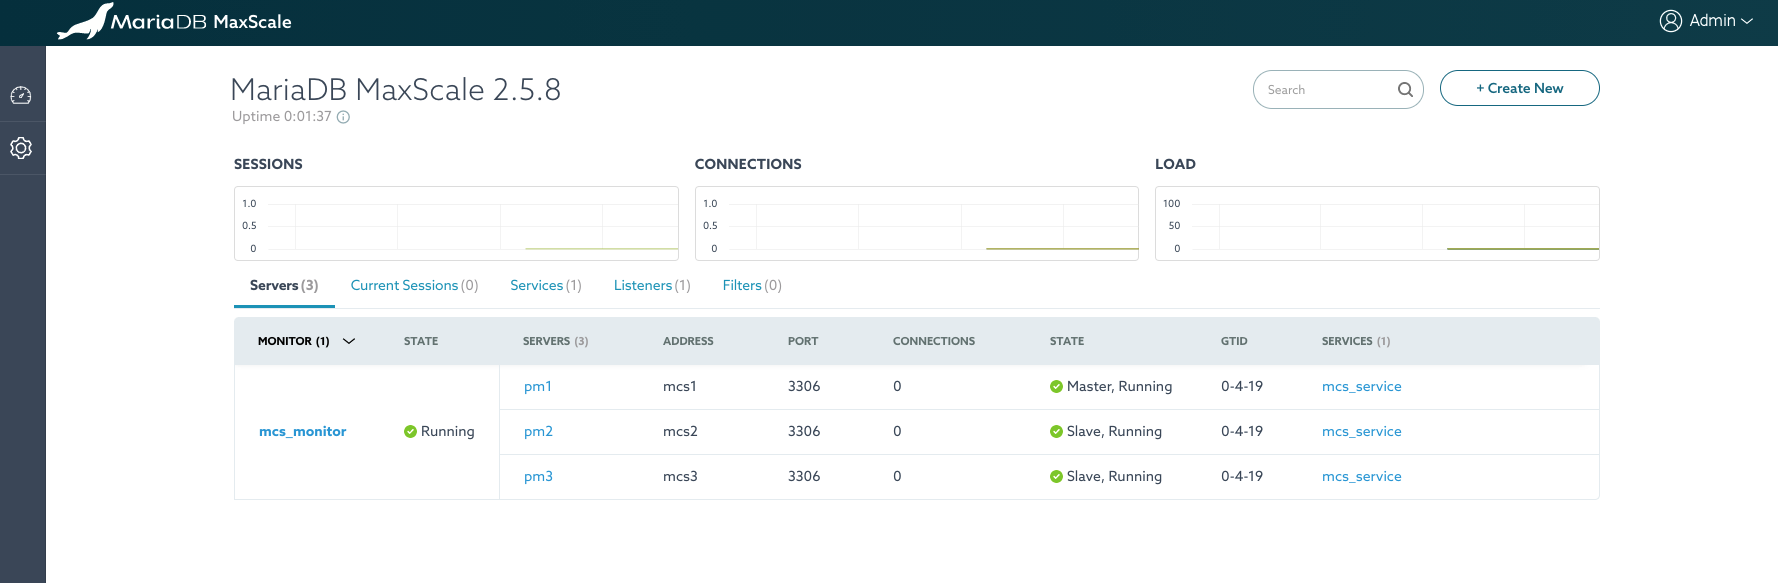 MariaDB MaxScale
Admin
MariaDB MaxScale 2.5.8
Search
+ Create New
Uptime 0:01:37
SESSIONS CONNECTIONS LOAD
1.0 1.0 100
0.5 0.5 50
0 0 0
Servers (3) Current Sessions (0) Services (1) Listeners (1) Filters (0)
MONITOR (1) STATE SERVERS (3) ADDRESS PORT CONNECTIONS STATE GTID SERVICES (1)
pm1 mcs1 3306 0 Master, Running 0-4-19 mcs_service
mcs_monitor Running pm2 mcs2 3306 0 Slave, Running 0-4-19 mcs_service
pm3 mcs3 3306 0 Slave, Running 0-4-19 mcs_service